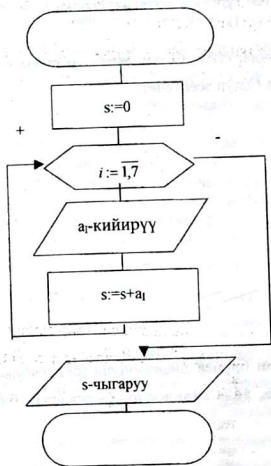 s:=0
+
-
i := 1,7
aᵢ-кийирүү
s:=s+aᵢ
s-чыгаруу